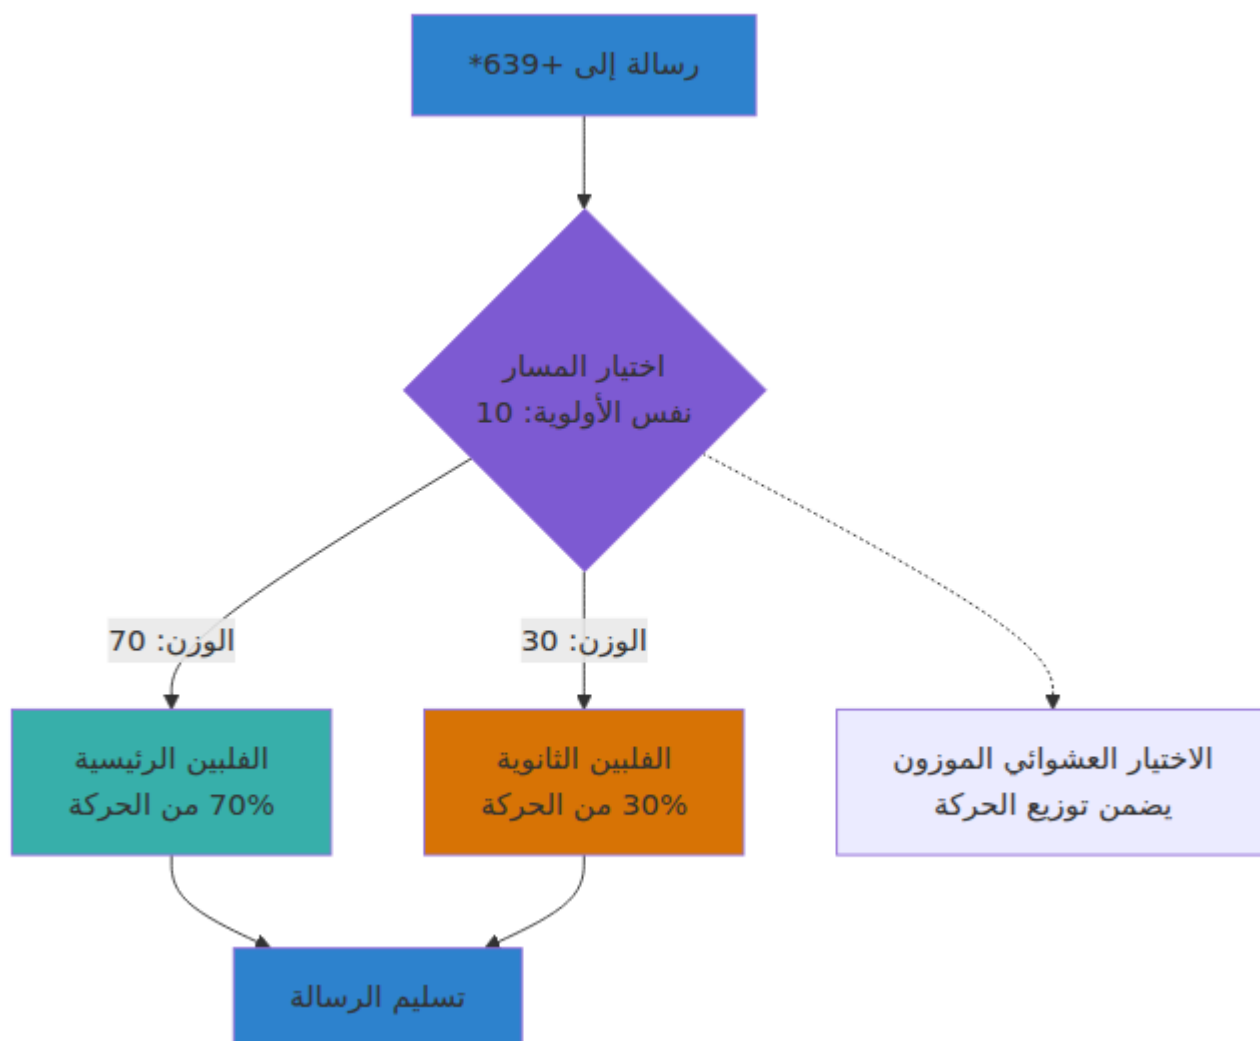 رسالة إلى +639*
اختيار المسار
نفس الأولوية: 10
الوزن: 70
الوزن: 30
الفلبين الرئيسية
70% من الحركة
الفلبين الثانوية
30% من الحركة
الاختيار العشوائي الموزون
يضمن توزيع الحركة
تسليم الرسالة